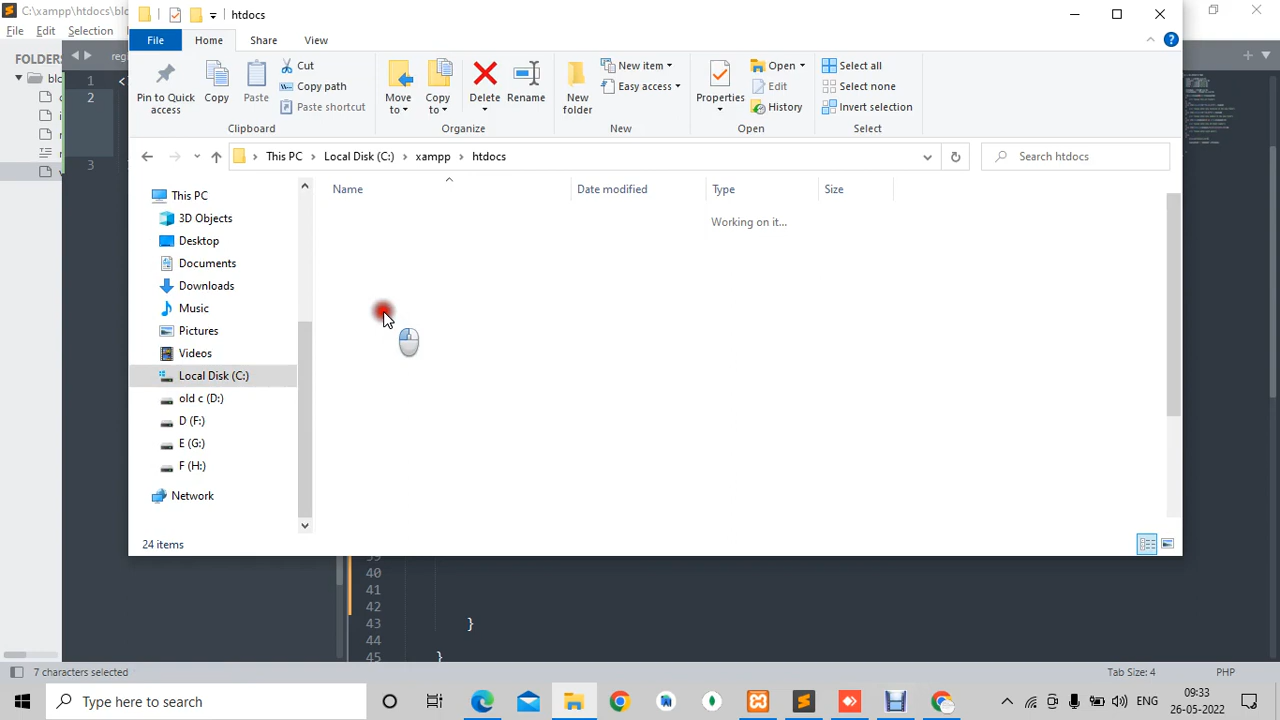 C:\xampp\htdocs\blo
htdocs
File Edit Selection
File Home Share View
FOLDERS
blo
reg
Pin to Quick access
Copy
Paste
Cut
Copy path
Paste shortcut
Clipboard
Move to
Copy to
Organize
New item
Easy access
Properties
Open
Edit
History
Open
Select all
Select none
Invert selection
Select
This PC > Local Disk (C:) > xampp > htdocs
Search htdocs
Name Date modified Type Size
Working on it...
This PC
3D Objects
Desktop
Documents
Downloads
Music
Pictures
Videos
Local Disk (C:)
old c (D:)
D (F:)
E (G:)
F (H:)
Network
24 items
1 <
2
3
40
41
42
43 }
44
45 }
7 characters selected
Tab Size: 4 PHP
Type here to search
ENG
09:33
26-05-2022